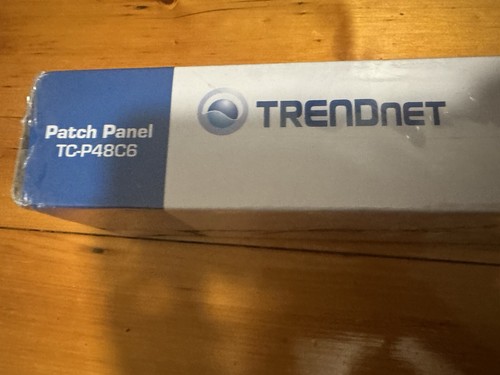 Patch Panel
TC-P48C6
TRENDnet